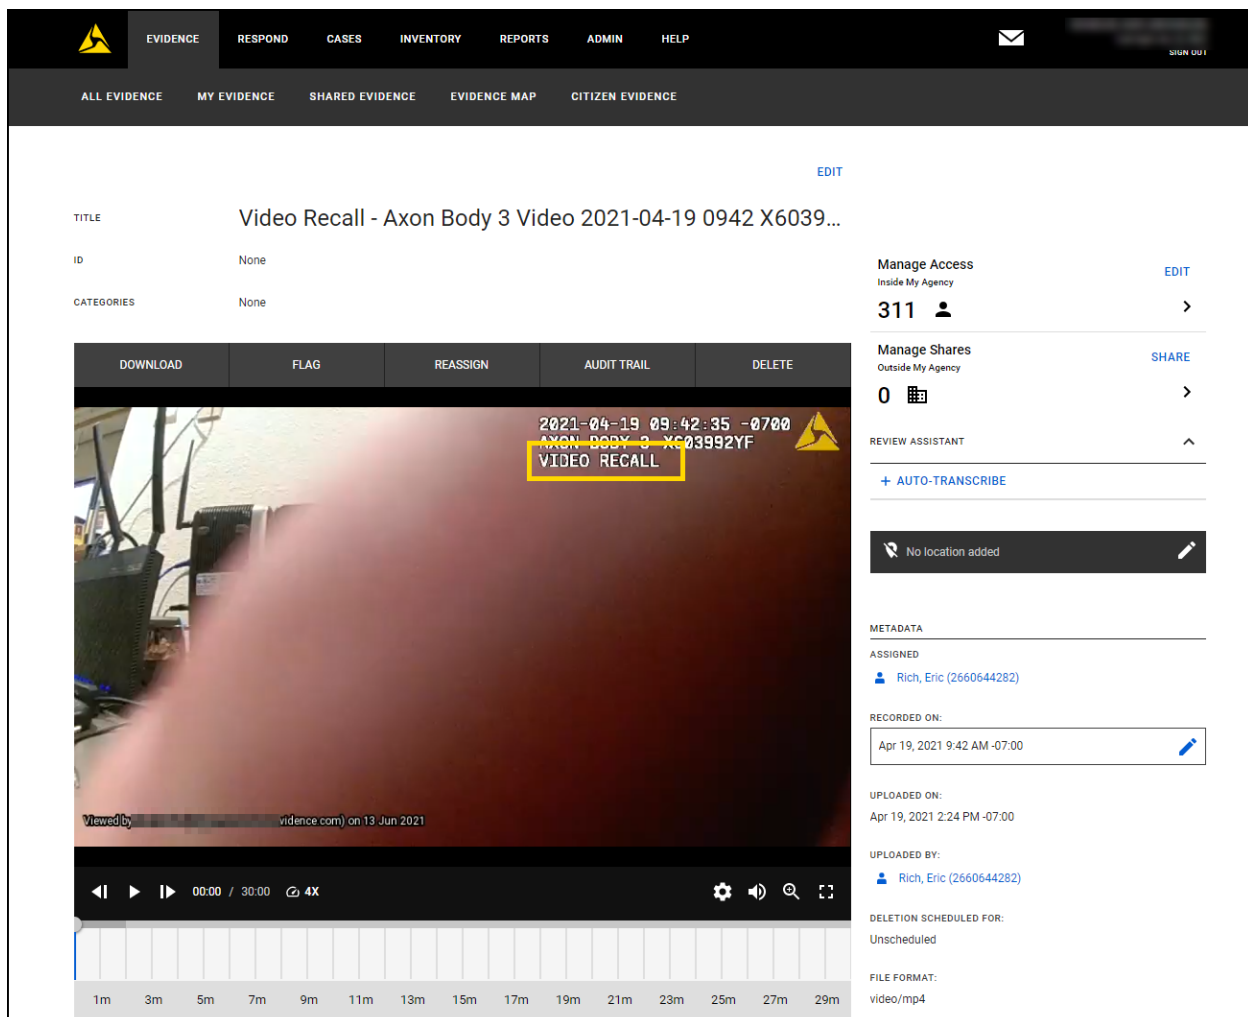 EVIDENCE RESPOND CASES INVENTORY REPORTS ADMIN HELP
SIGN OUT
ALL EVIDENCE MY EVIDENCE SHARED EVIDENCE EVIDENCE MAP CITIZEN EVIDENCE
EDIT
TITLE Video Recall - Axon Body 3 Video 2021-04-19 0942 X6039...
ID None
CATEGORIES None
DOWNLOAD FLAG REASSIGN AUDIT TRAIL DELETE
2021-04-19 09:42:35 -0700
AXON BODY 3 X603992YF
VIDEO RECALL
Viewed by vidence.com) on 13 Jun 2021
00:00 / 30:00 4X
1m 3m 5m 7m 9m 11m 13m 15m 17m 19m 21m 23m 25m 27m 29m
Manage Access
Inside My Agency
EDIT
311
Manage Shares
Outside My Agency
SHARE
0
REVIEW ASSISTANT
+ AUTO-TRANSCRIBE
No location added
METADATA
ASSIGNED
Rich, Eric (2660644282)
RECORDED ON:
Apr 19, 2021 9:42 AM -07:00
UPLOADED ON:
Apr 19, 2021 2:24 PM -07:00
UPLOADED BY:
Rich, Eric (2660644282)
DELETION SCHEDULED FOR:
Unscheduled
FILE FORMAT:
video/mp4